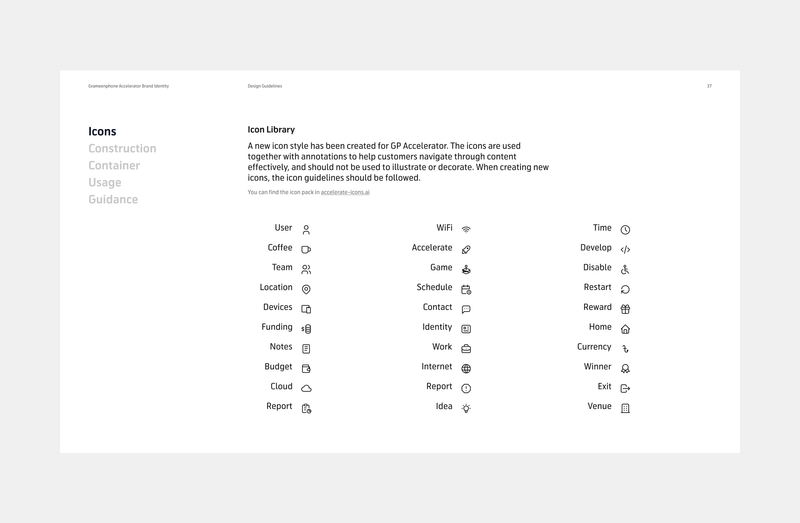 Grameenphone Accelerator Brand Identity
Design Guidelines
27
Icons
Construction
Container
Usage
Guidance
Icon Library
A new icon style has been created for GP Accelerator. The icons are used
together with annotations to help customers navigate through content
effectively, and should not be used to illustrate or decorate. When creating new
icons, the icon guidelines should be followed.
You can find the icon pack in accelerate-icons.ai
User
Coffee
Team
Location
Devices
Funding
Notes
Budget
Cloud
Report
WiFi
Accelerate
Game
Schedule
Contact
Identity
Work
Internet
Report
Idea
Time
Develop
Disable
Restart
Reward
Home
Currency
Winner
Exit
Venue